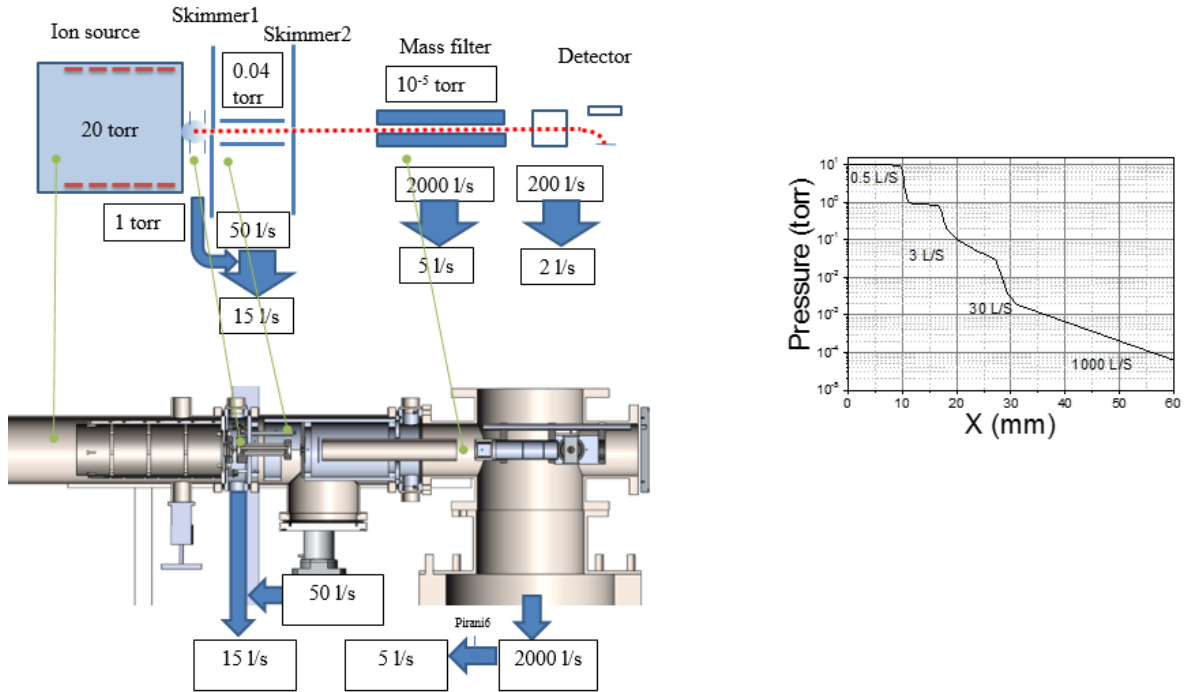 Skimmer1
Ion source
Skimmer2
Mass filter
Detector
0.04
torr
10-5 torr
20 torr
1 torr
50 l/s
2000 l/s
200 l/s
15 l/s
5 l/s
2 l/s
50 l/s
Pirani6
15 l/s
5 l/s
2000 l/s
Pressure (torr)
10¹
10⁰
10⁻¹
10⁻²
10⁻³
10⁻⁴
10⁻⁵
0.5 L/S
3 L/S
30 L/S
1000 L/S
0 10 20 30 40 50 60
X (mm)